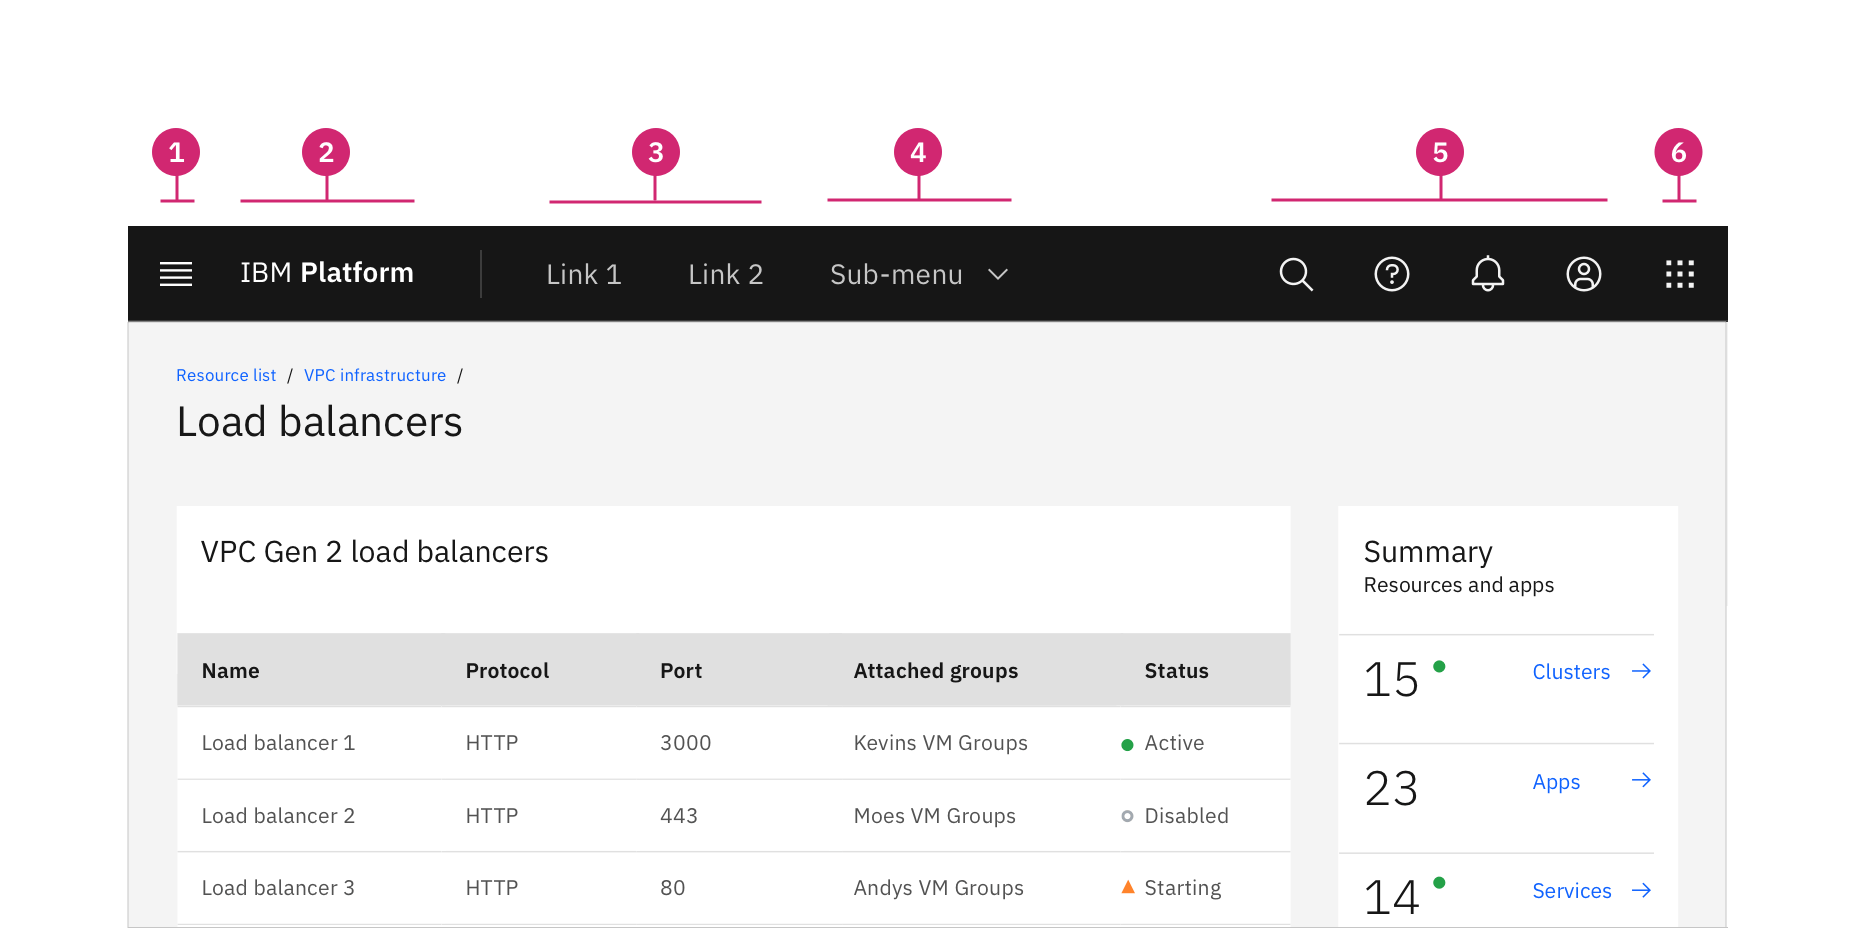 1 2 3 4 5 6
IBM Platform Link 1 Link 2 Sub-menu
Resource list / VPC infrastructure /
Load balancers
VPC Gen 2 load balancers
Name Protocol Port Attached groups Status
Load balancer 1 HTTP 3000 Kevins VM Groups Active
Load balancer 2 HTTP 443 Moes VM Groups Disabled
Load balancer 3 HTTP 80 Andys VM Groups Starting
Summary
Resources and apps
15 Clusters
23 Apps
14 Services